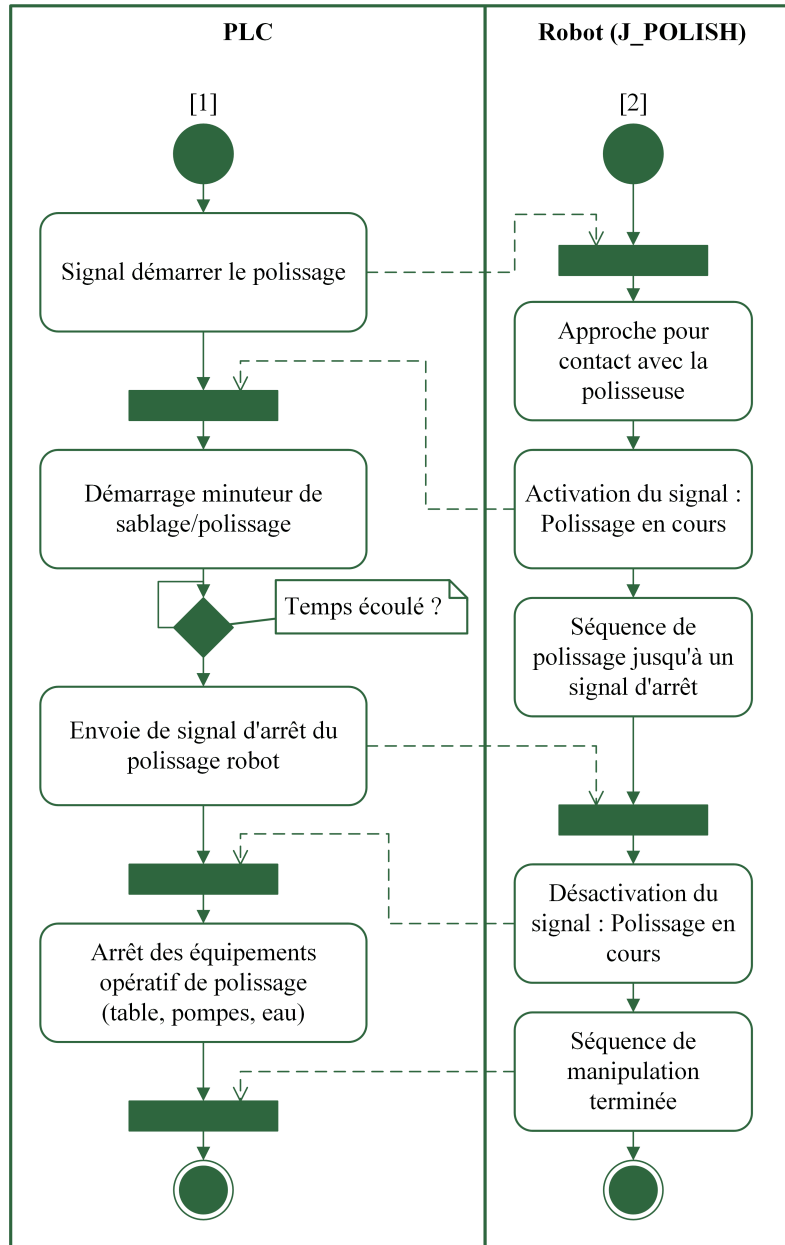 PLC
Robot (J_POLISH)
[1]
[2]
Signal démarrer le polissage
Approche pour
contact avec la
polisseuse
Démarrage minuteur de
sablage/polissage
Activation du signal :
Polissage en cours
Temps écoulé ?
Séquence de
polissage jusqu'à un
signal d'arrêt
Envoie de signal d'arrêt du
polissage robot
Désactivation du
signal : Polissage en
cours
Arrêt des équipements
opératif de polissage
(table, pompes, eau)
Séquence de
manipulation
terminée